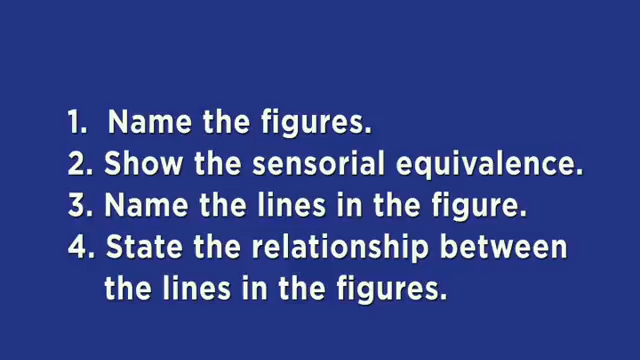 1. Name the figures.
2. Show the sensorial equivalence.
3. Name the lines in the figure.
4. State the relationship between
the lines in the figures.